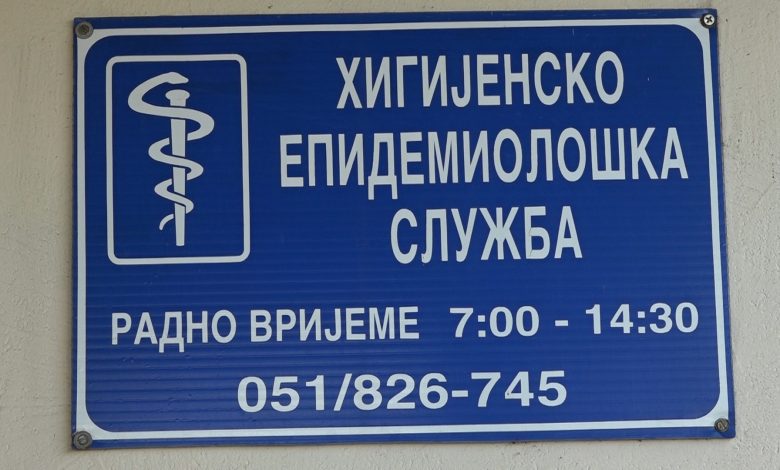 ХИГИЈЕНСКО
ЕПИДЕМИОЛОШКА
СЛУЖБА
РАДНО ВРИЈЕМЕ 7:00 - 14:30
051/826-745